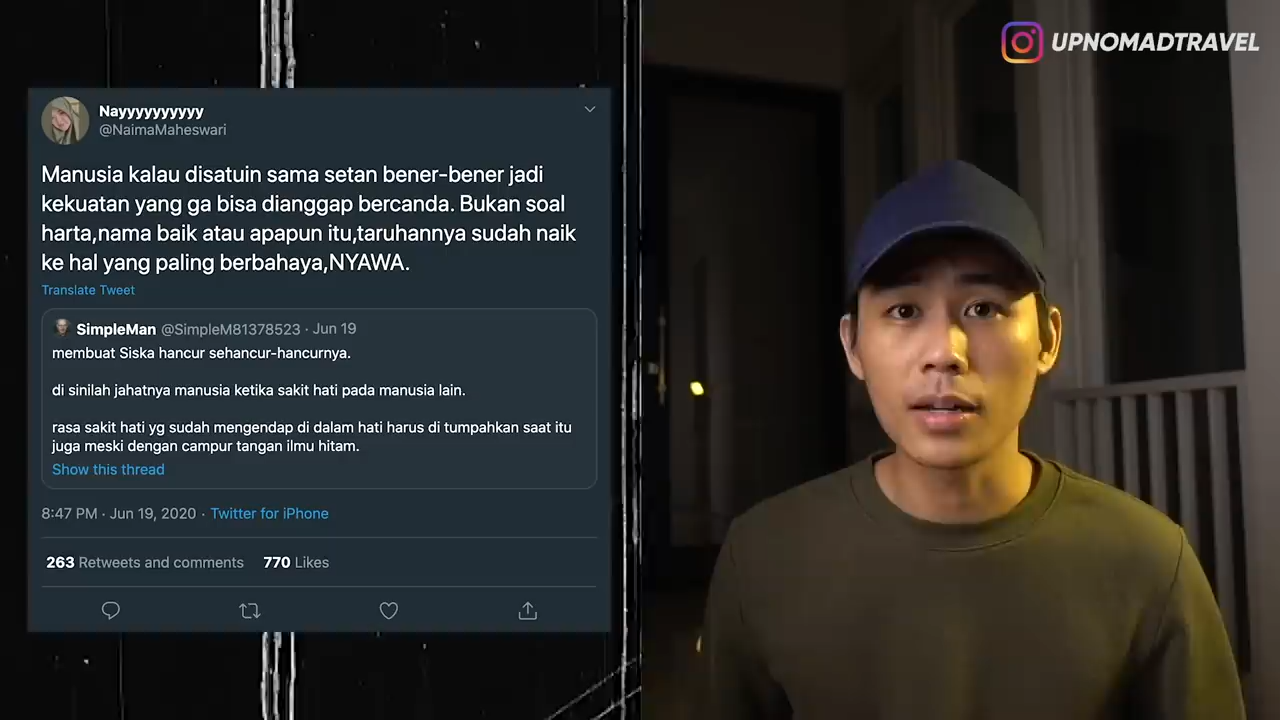 UPNOMADTRAVEL
Nayyyyyyyyyy
@NaimaMaheswari
Manusia kalau disatuin sama setan bener-bener jadi
kekuatan yang ga bisa dianggap bercanda. Bukan soal
harta,nama baik atau apapun itu,taruhannya sudah naik
ke hal yang paling berbahaya,NYAWA.
Translate Tweet
SimpleMan @SimpleM81378523 · Jun 19
membuat Siska hancur sehancur-hancurnya.
di sinilah jahatnya manusia ketika sakit hati pada manusia lain.
rasa sakit hati yg sudah mengendap di dalam hati harus di tumpahkan saat itu
juga meski dengan campur tangan ilmu hitam.
Show this thread
8:47 PM · Jun 19, 2020 · Twitter for iPhone
263 Retweets and comments 770 Likes